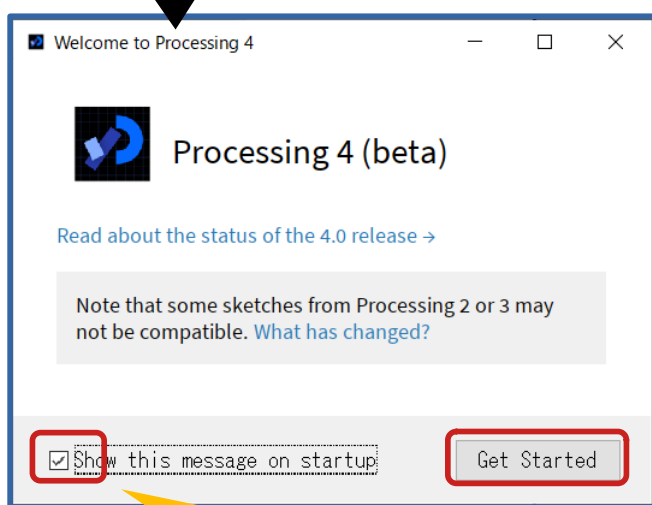 Welcome to Processing 4
Processing 4 (beta)
Read about the status of the 4.0 release →
Note that some sketches from Processing 2 or 3 may
not be compatible. What has changed?
Show this message on startup
Get Started